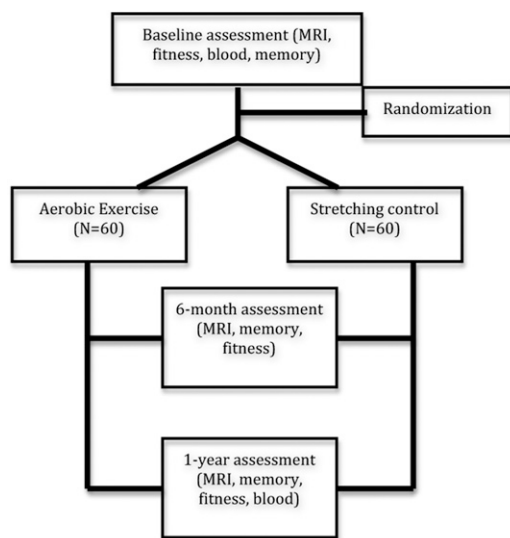 Baseline assessment (MRI,
fitness, blood, memory)
Randomization
Aerobic Exercise
(N=60)
Stretching control
(N=60)
6-month assessment
(MRI, memory,
fitness)
1-year assessment
(MRI, memory,
fitness, blood)